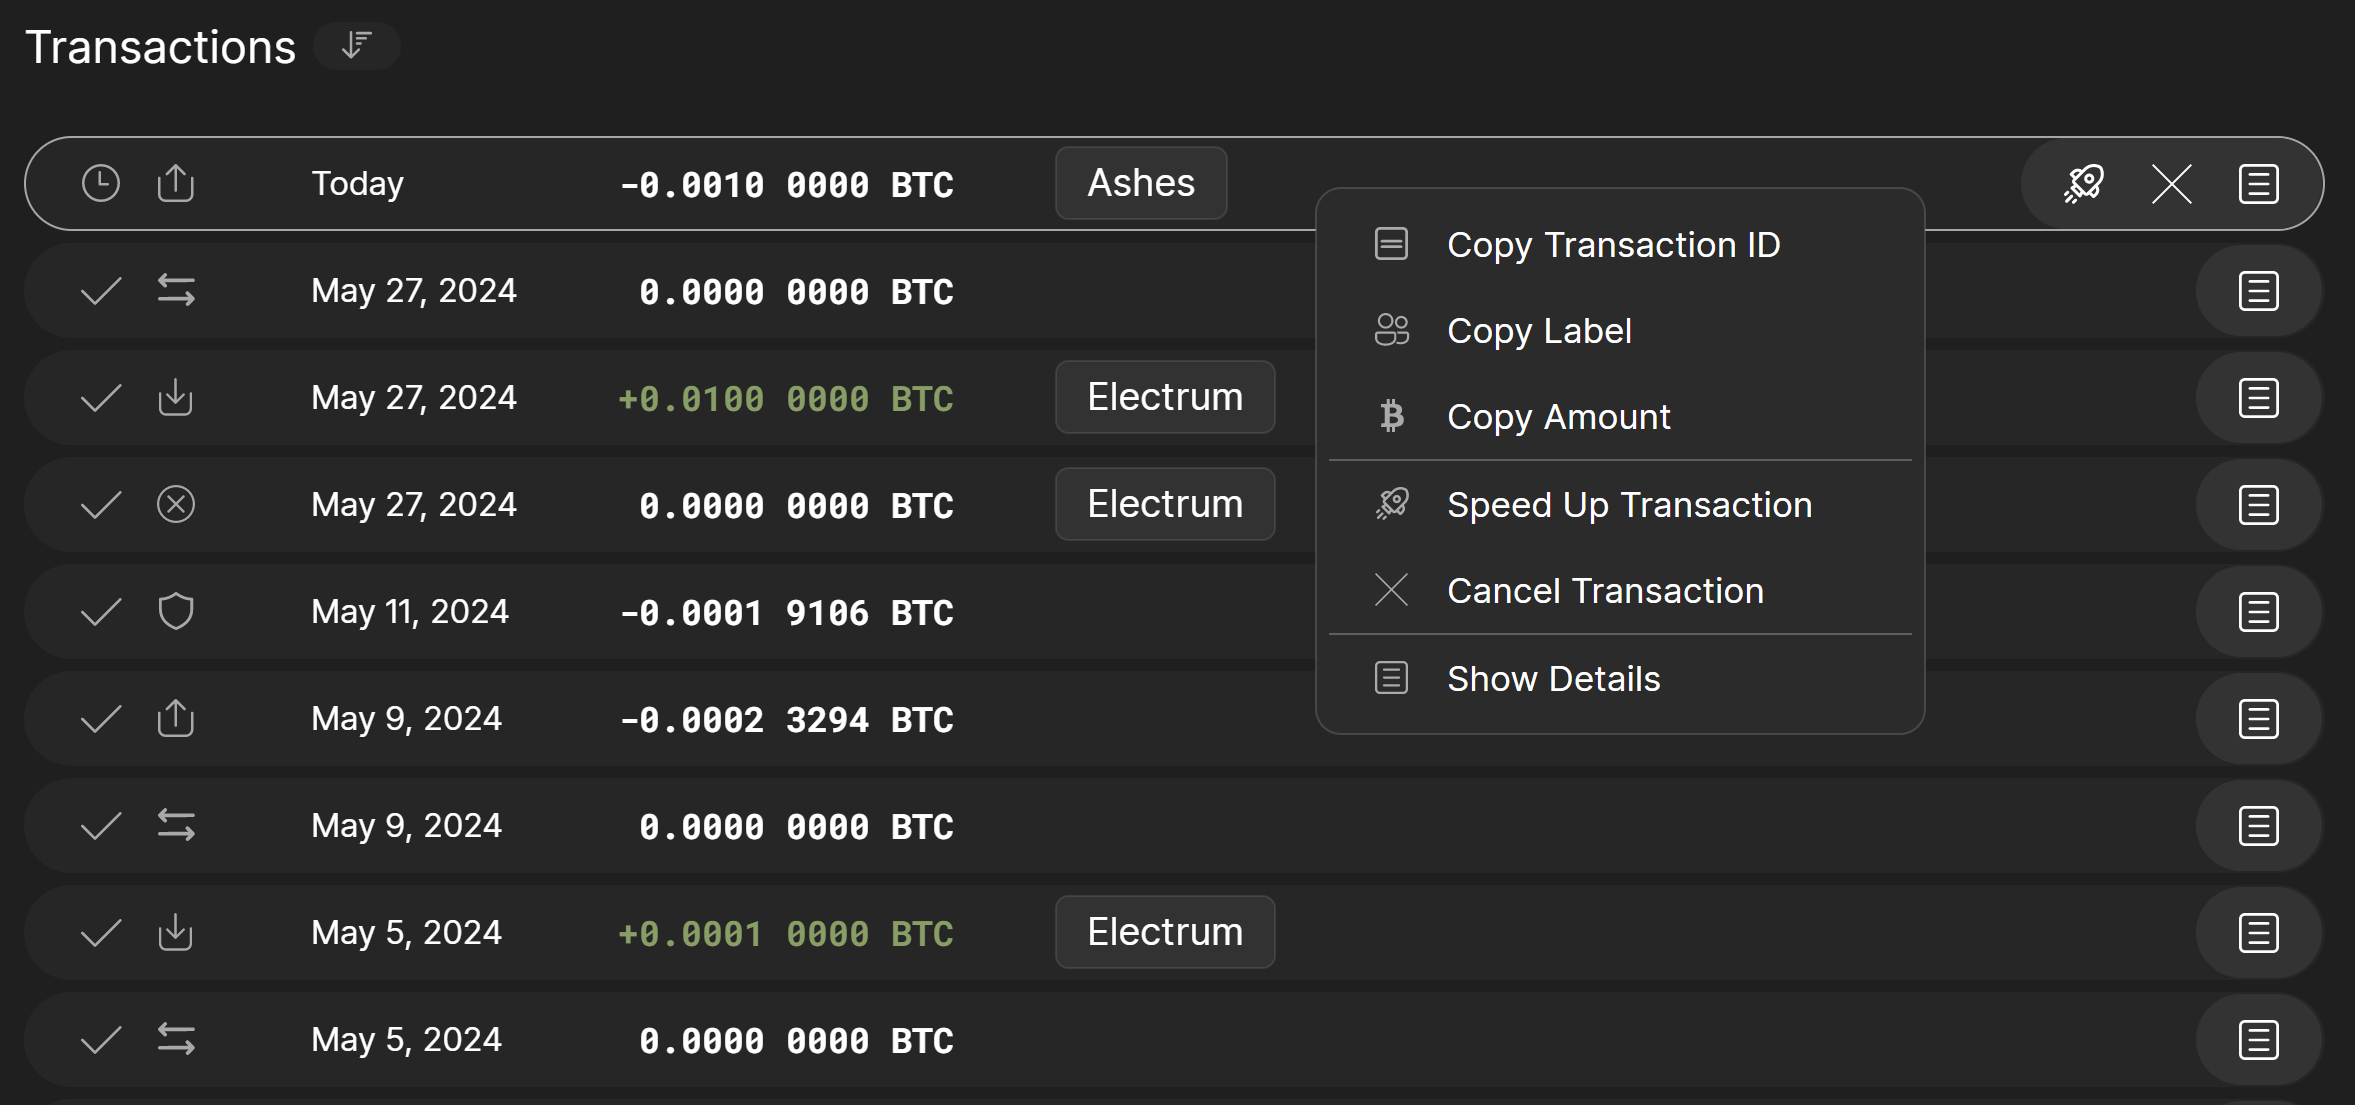 Transactions
Today -0.0010 0000 BTC Ashes
May 27, 2024 0.0000 0000 BTC
May 27, 2024 +0.0100 0000 BTC Electrum
May 27, 2024 0.0000 0000 BTC Electrum
May 11, 2024 -0.0001 9106 BTC
May 9, 2024 -0.0002 3294 BTC
May 9, 2024 0.0000 0000 BTC
May 5, 2024 +0.0001 0000 BTC Electrum
May 5, 2024 0.0000 0000 BTC
Copy Transaction ID
Copy Label
Copy Amount
Speed Up Transaction
Cancel Transaction
Show Details